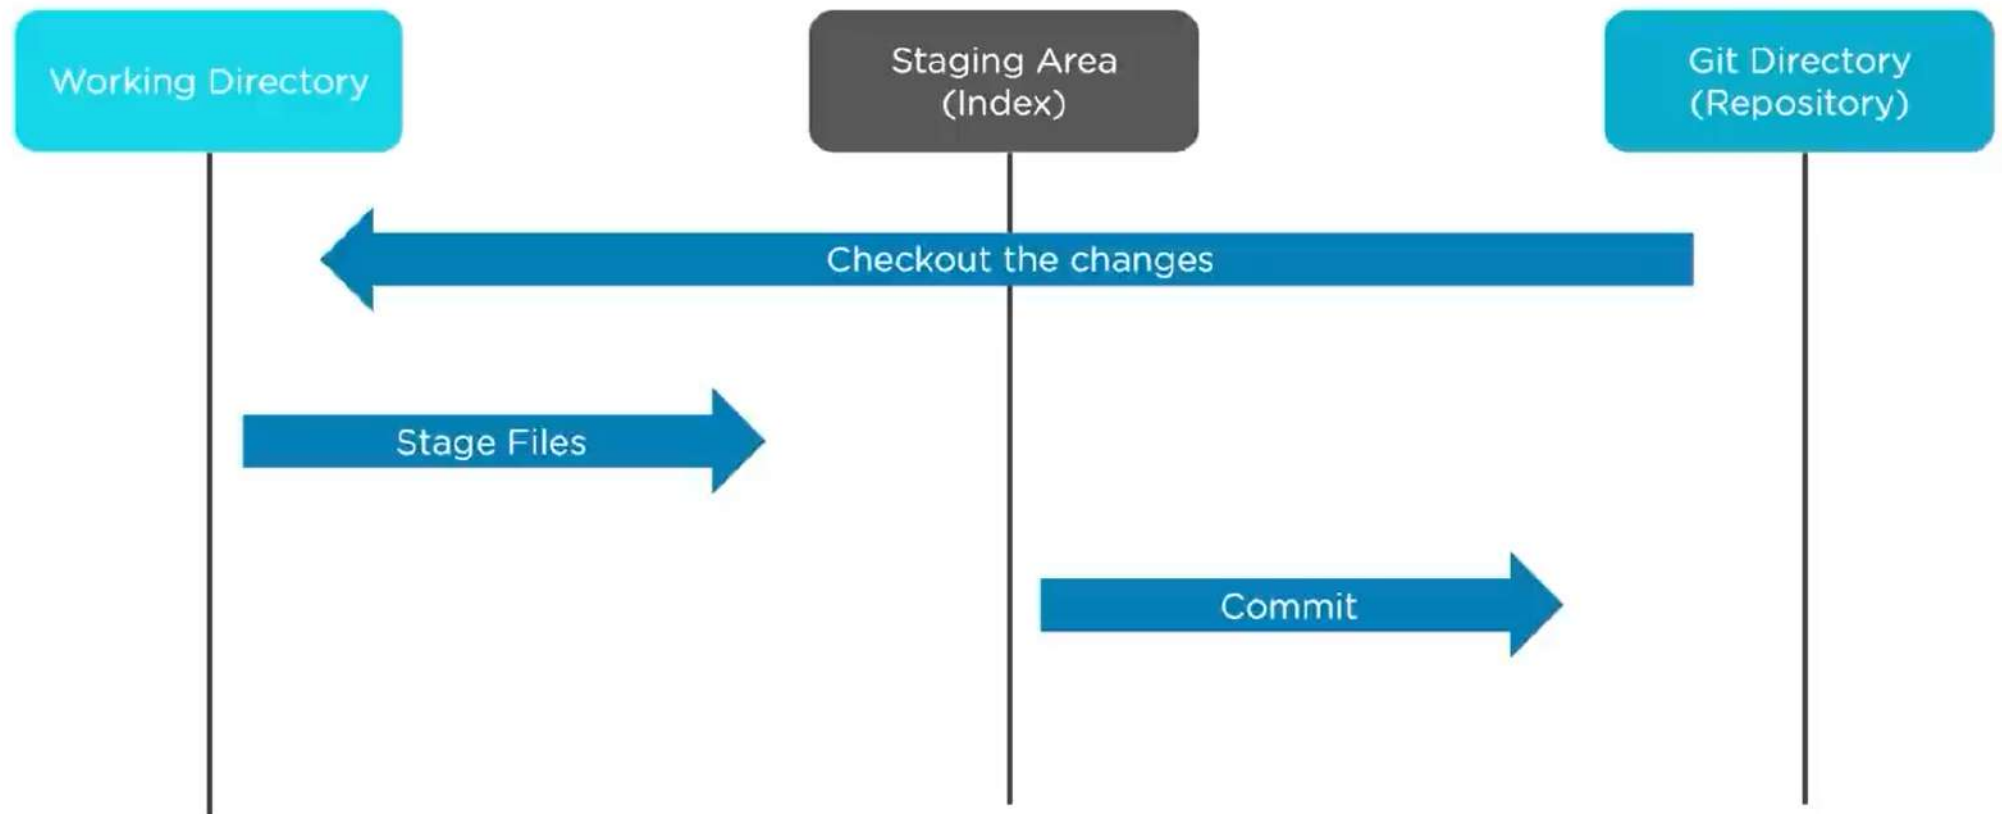 Working Directory
Staging Area
(Index)
Git Directory
(Repository)
Checkout the changes
Stage Files
Commit